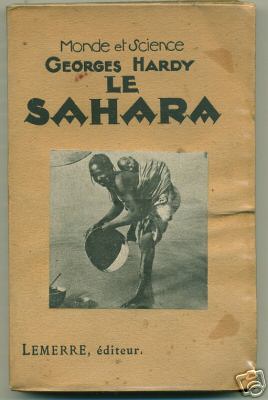 Monde et Science
GEORGES HARDY
LE
SAHARA
LEMERRE, éditeur.